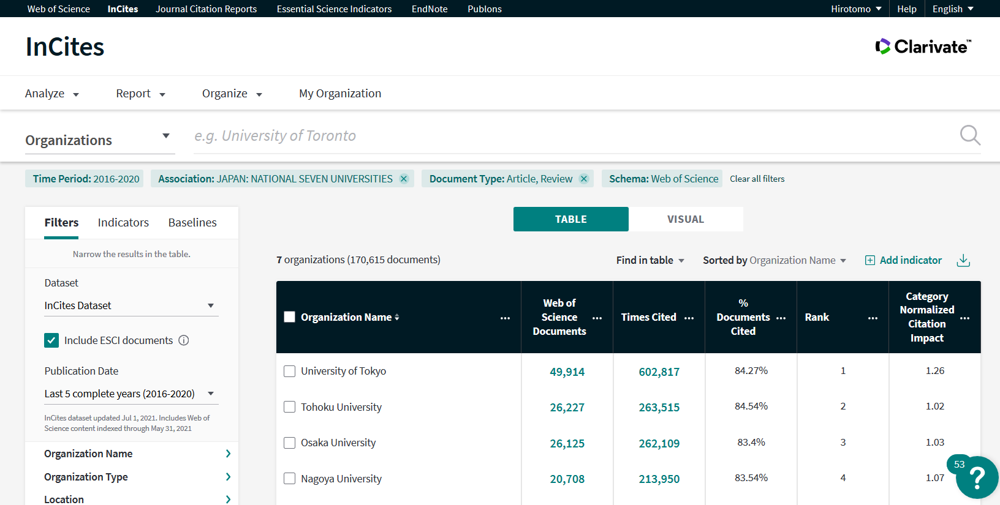 Web of Science InCites Journal Citation Reports Essential Science Indicators EndNote Publons Hirotomo Help English
InCites
Clarivate™
Analyze Report Organize My Organization
Organizations e.g. University of Toronto
Time Period: 2016-2020 Association: JAPAN: NATIONAL SEVEN UNIVERSITIES Document Type: Article, Review Schema: Web of Science Clear all filters
Filters Indicators Baselines
Narrow the results in the table.
Dataset
InCites Dataset
Include ESCI documents
Publication Date
Last 5 complete years (2016-2020)
InCites dataset updated Jul 1, 2021. Includes Web of
Science content indexed through May 31, 2021
Organization Name
Organization Type
Location
TABLE VISUAL
7 organizations (170,615 documents) Find in table Sorted by Organization Name Add indicator
Organization Name
Web of
Science
Documents
Times Cited
%
Documents
Cited
Rank
Category
Normalized
Citation
Impact
University of Tokyo 49,914 602,817 84.27% 1 1.26
Tohoku University 26,227 263,515 84.54% 2 1.02
Osaka University 26,125 262,109 83.4% 3 1.03
Nagoya University 20,708 213,950 83.54% 4 1.07
53
?